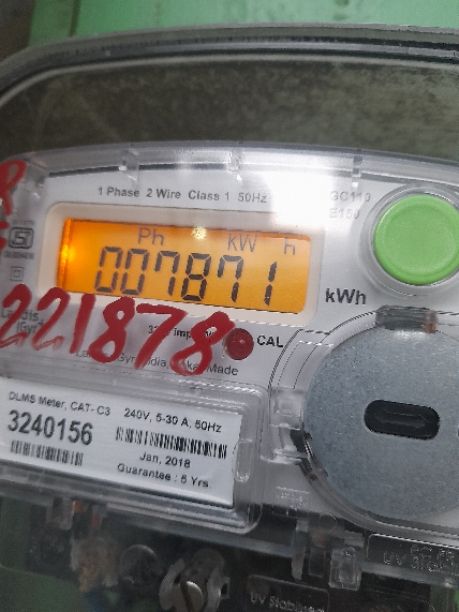 1 Phase 2 Wire Class 1 50Hz
GC110
Ph kW h
007871
kWh
221878
CAL
DLMS Meter, CAT- C3
240V, 5-30 A, 50Hz
3240156
Jan, 2018
Guarantee : 5 Yrs